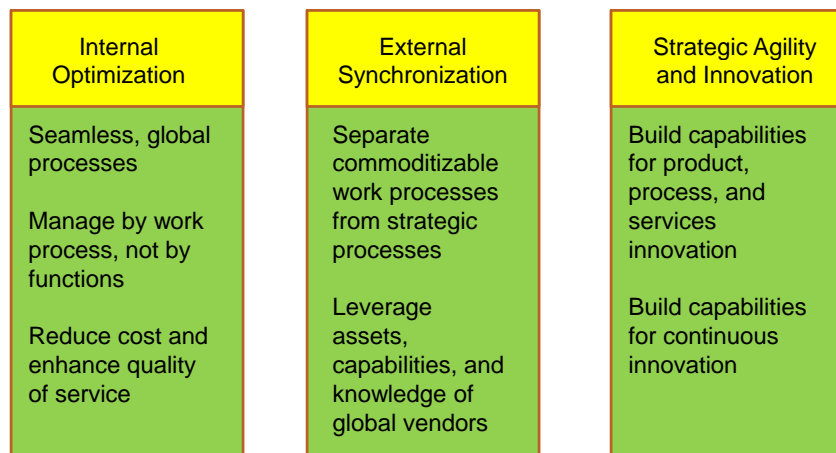 Internal
Optimization
Seamless, global
processes
Manage by work
process, not by
functions
Reduce cost and
enhance quality
of service
External
Synchronization
Separate
commoditizable
work processes
from strategic
processes
Leverage
assets,
capabilities, and
knowledge of
global vendors
Strategic Agility
and Innovation
Build capabilities
for product,
process, and
services
innovation
Build capabilities
for continuous
innovation